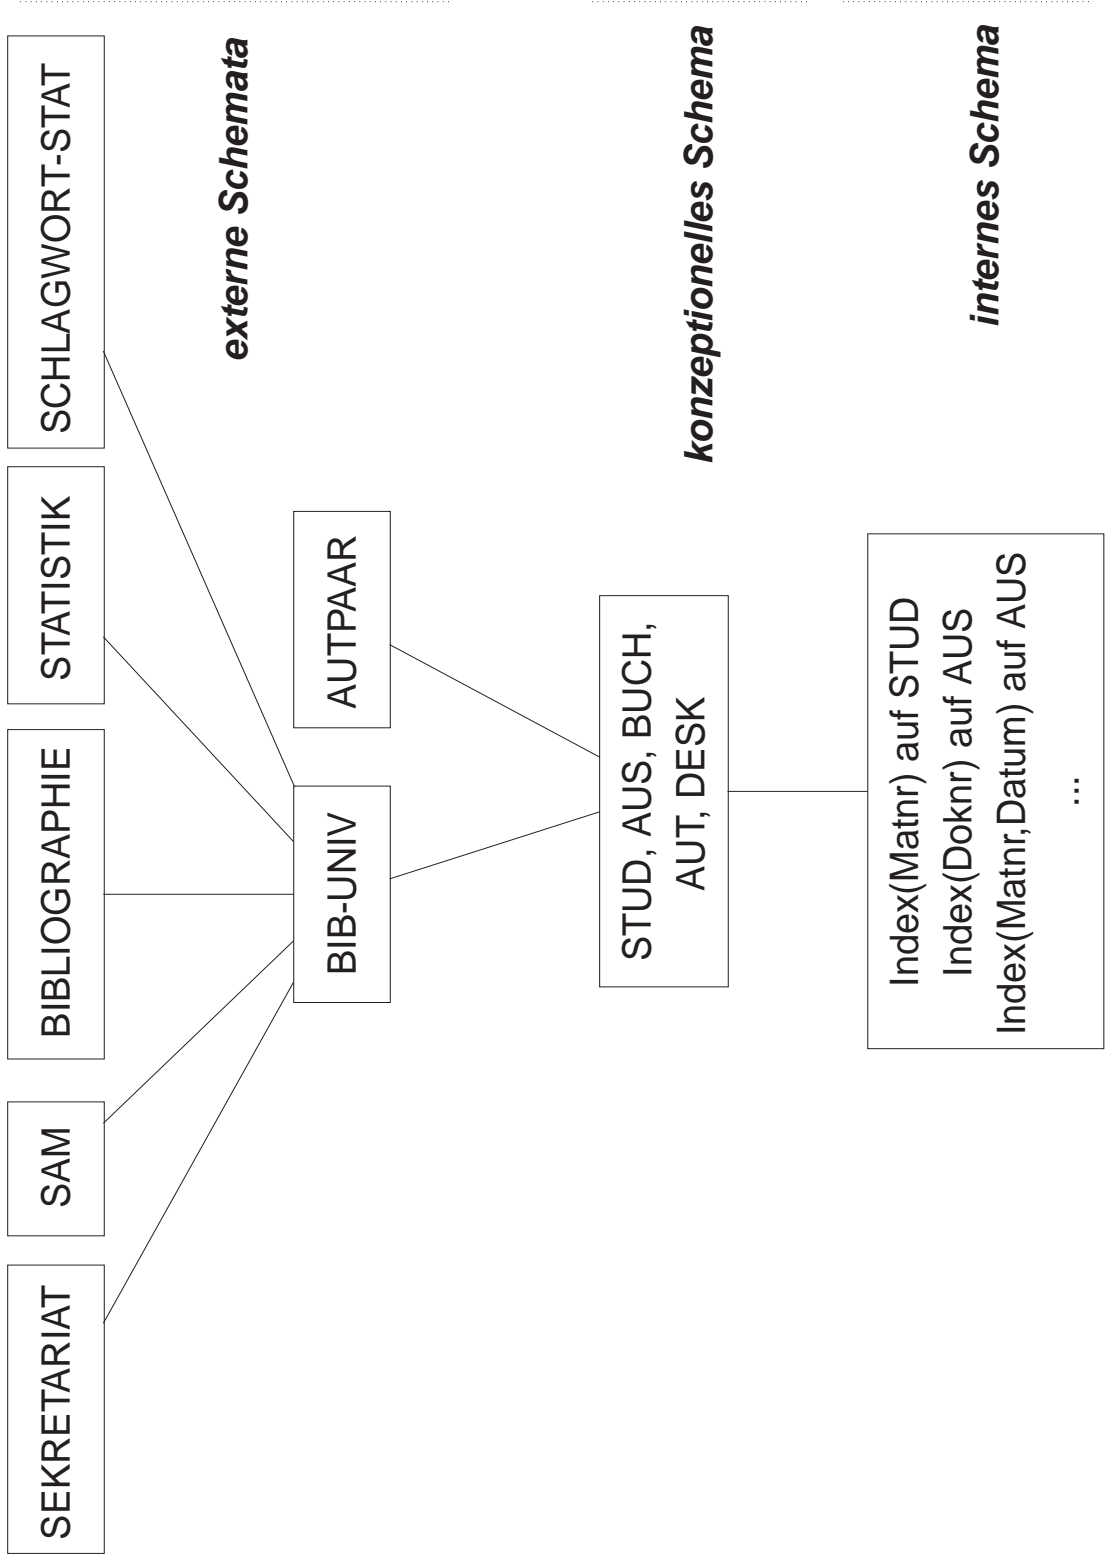 SEKRETARIAT
SAM
BIBLIOGRAPHIE
STATISTIK
SCHLAGWORT-STAT
externe Schemata
BIB-UNIV
AUTPAAR
STUD, AUS, BUCH,
AUT, DESK
konzeptionelles Schema
Index(Matnr) auf STUD
Index(Doknr) auf AUS
Index(Matnr,Datum) auf AUS
...
internes Schema